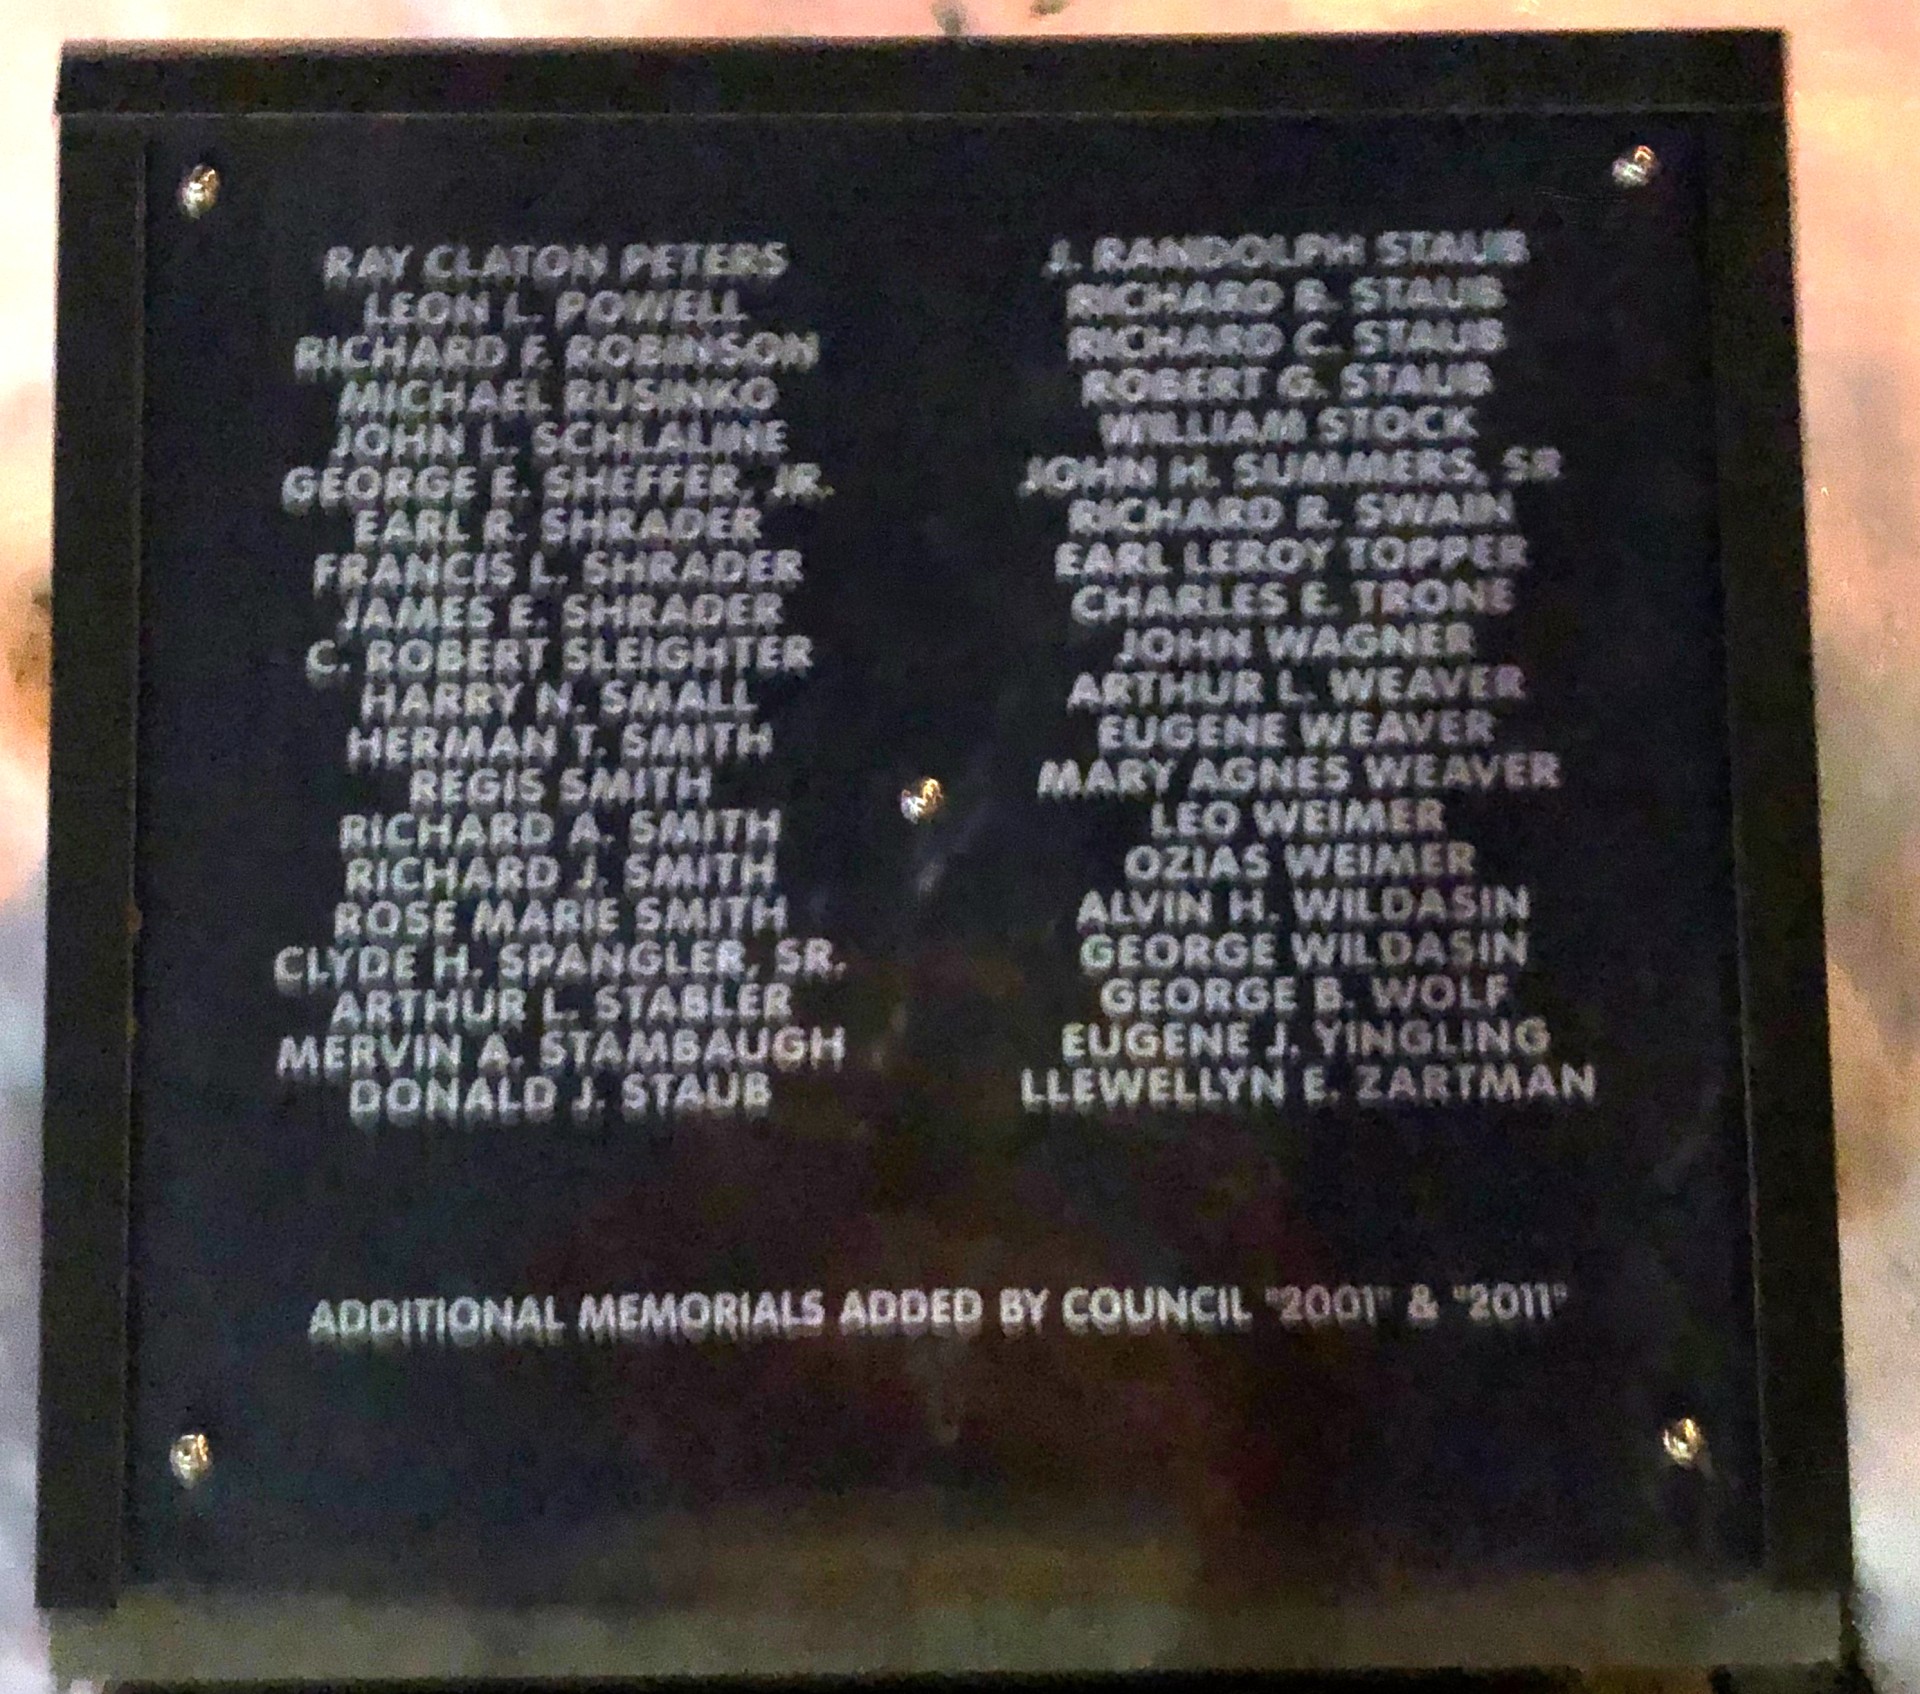 RAY CLATON PETERS
LEON L. POWELL
RICHARD F. ROBINSON
MICHAEL RUSINKO
JOHN L. SCHLALINE
GEORGE E. SHEFFER, JR.
EARL R. SHRADER
FRANCIS L. SHRADER
JAMES E. SHRADER
C. ROBERT SLEIGHTER
HARRY N. SMALL
HERMAN T. SMITH
REGIS SMITH
RICHARD A. SMITH
RICHARD J. SMITH
ROSE MARIE SMITH
CLYDE H. SPANGLER, SR.
ARTHUR L. STABLER
MERVIN A. STAMBAUGH
DONALD J. STAUB
J. RANDOLPH STAUB
RICHARD B. STAUB
RICHARD C. STAUB
ROBERT G. STAUB
WILLIAM STOCK
JOHN H. SUMMERS, SR
RICHARD R. SWAIN
EARL LEROY TOPPER
CHARLES E. TRONE
JOHN WAGNER
ARTHUR L. WEAVER
EUGENE WEAVER
MARY AGNES WEAVER
LEO WEIMER
OZIAS WEIMER
ALVIN H. WILDASIN
GEORGE WILDASIN
GEORGE B. WOLF
EUGENE J. YINGLING
LLEWELLYN E. ZARTMAN
ADDITIONAL MEMORIALS ADDED BY COUNCIL "2001" & "2011"